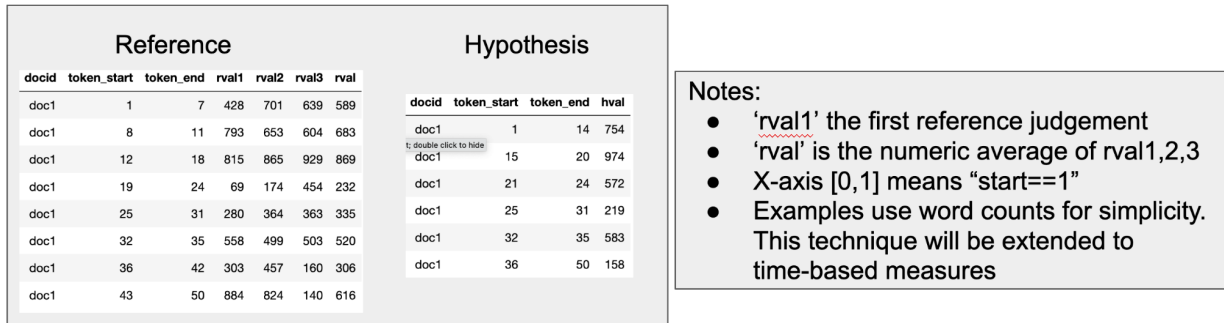 Reference
docid token_start token_end rval1 rval2 rval3 rval
doc1 1 7 428 701 639 589
doc1 8 11 793 653 604 683
doc1 12 18 815 865 929 869
doc1 19 24 69 174 454 232
doc1 25 31 280 364 363 335
doc1 32 35 558 499 503 520
doc1 36 42 303 457 160 306
doc1 43 50 884 824 140 616
Hypothesis
docid token_start token_end hval
doc1 1 14 754
t; double click to hide
doc1 15 20 974
doc1 21 24 572
doc1 25 31 219
doc1 32 35 583
doc1 36 50 158
Notes:
● ‘rval1’ the first reference judgement
● ‘rval’ is the numeric average of rval1,2,3
● X-axis [0,1] means “start==1”
● Examples use word counts for simplicity.
This technique will be extended to
time-based measures